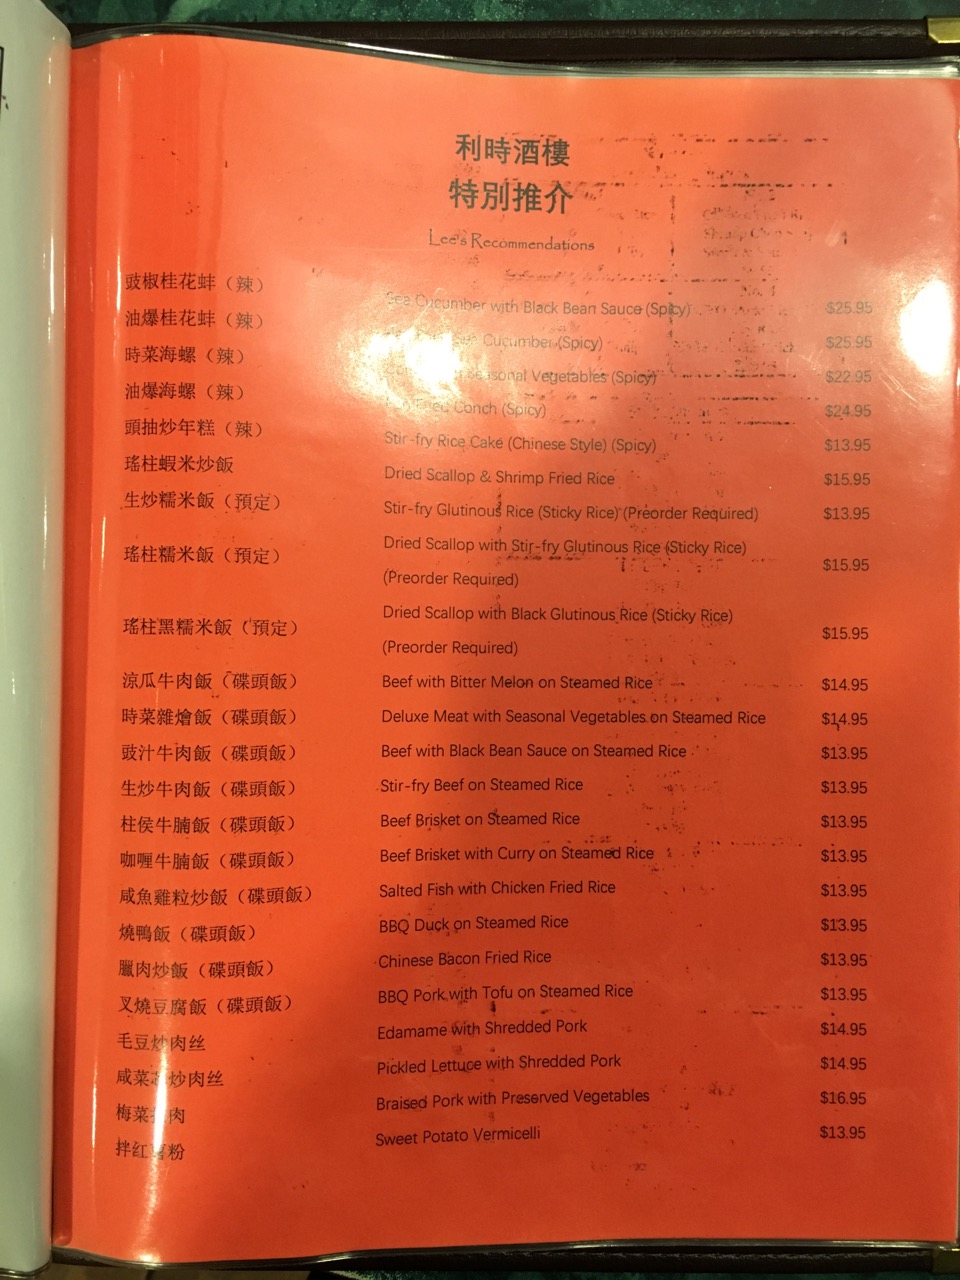 利時酒樓
特別推介
Lee's Recommendations
豉椒桂花蚌（辣） Sea Cucumber with Black Bean Sauce (Spicy) $25.95
油爆桂花蚌（辣） Cucumber (Spicy) $25.95
時菜海螺（辣） Seasonal Vegetables (Spicy) $22.95
油爆海螺（辣） Conch (Spicy) $24.95
頭抽炒年糕（辣） Stir-fry Rice Cake (Chinese Style) (Spicy) $13.95
瑤柱蝦米炒飯 Dried Scallop & Shrimp Fried Rice $15.95
生炒糯米飯（預定） Stir-fry Glutinous Rice (Sticky Rice) (Preorder Required) $13.95
瑤柱糯米飯（預定） Dried Scallop with Stir-fry Glutinous Rice (Sticky Rice)
(Preorder Required) $15.95
瑤柱黑糯米飯（預定） Dried Scallop with Black Glutinous Rice (Sticky Rice)
(Preorder Required) $15.95
涼瓜牛肉飯（碟頭飯） Beef with Bitter Melon on Steamed Rice $14.95
時菜雜燴飯（碟頭飯） Deluxe Meat with Seasonal Vegetables on Steamed Rice $14.95
豉汁牛肉飯（碟頭飯） Beef with Black Bean Sauce on Steamed Rice $13.95
生炒牛肉飯（碟頭飯） Stir-fry Beef on Steamed Rice $13.95
柱侯牛腩飯（碟頭飯） Beef Brisket on Steamed Rice $13.95
咖喱牛腩飯（碟頭飯） Beef Brisket with Curry on Steamed Rice $13.95
咸魚雞粒炒飯（碟頭飯） Salted Fish with Chicken Fried Rice $13.95
燒鴨飯（碟頭飯） BBQ Duck on Steamed Rice $13.95
臘肉炒飯（碟頭飯） Chinese Bacon Fried Rice $13.95
叉燒豆腐飯（碟頭飯） BBQ Pork with Tofu on Steamed Rice $13.95
毛豆炒肉丝 Edamame with Shredded Pork $14.95
咸菜炒肉丝 Pickled Lettuce with Shredded Pork $14.95
梅菜肉 Braised Pork with Preserved Vegetables $16.95
拌红薯粉 Sweet Potato Vermicelli $13.95